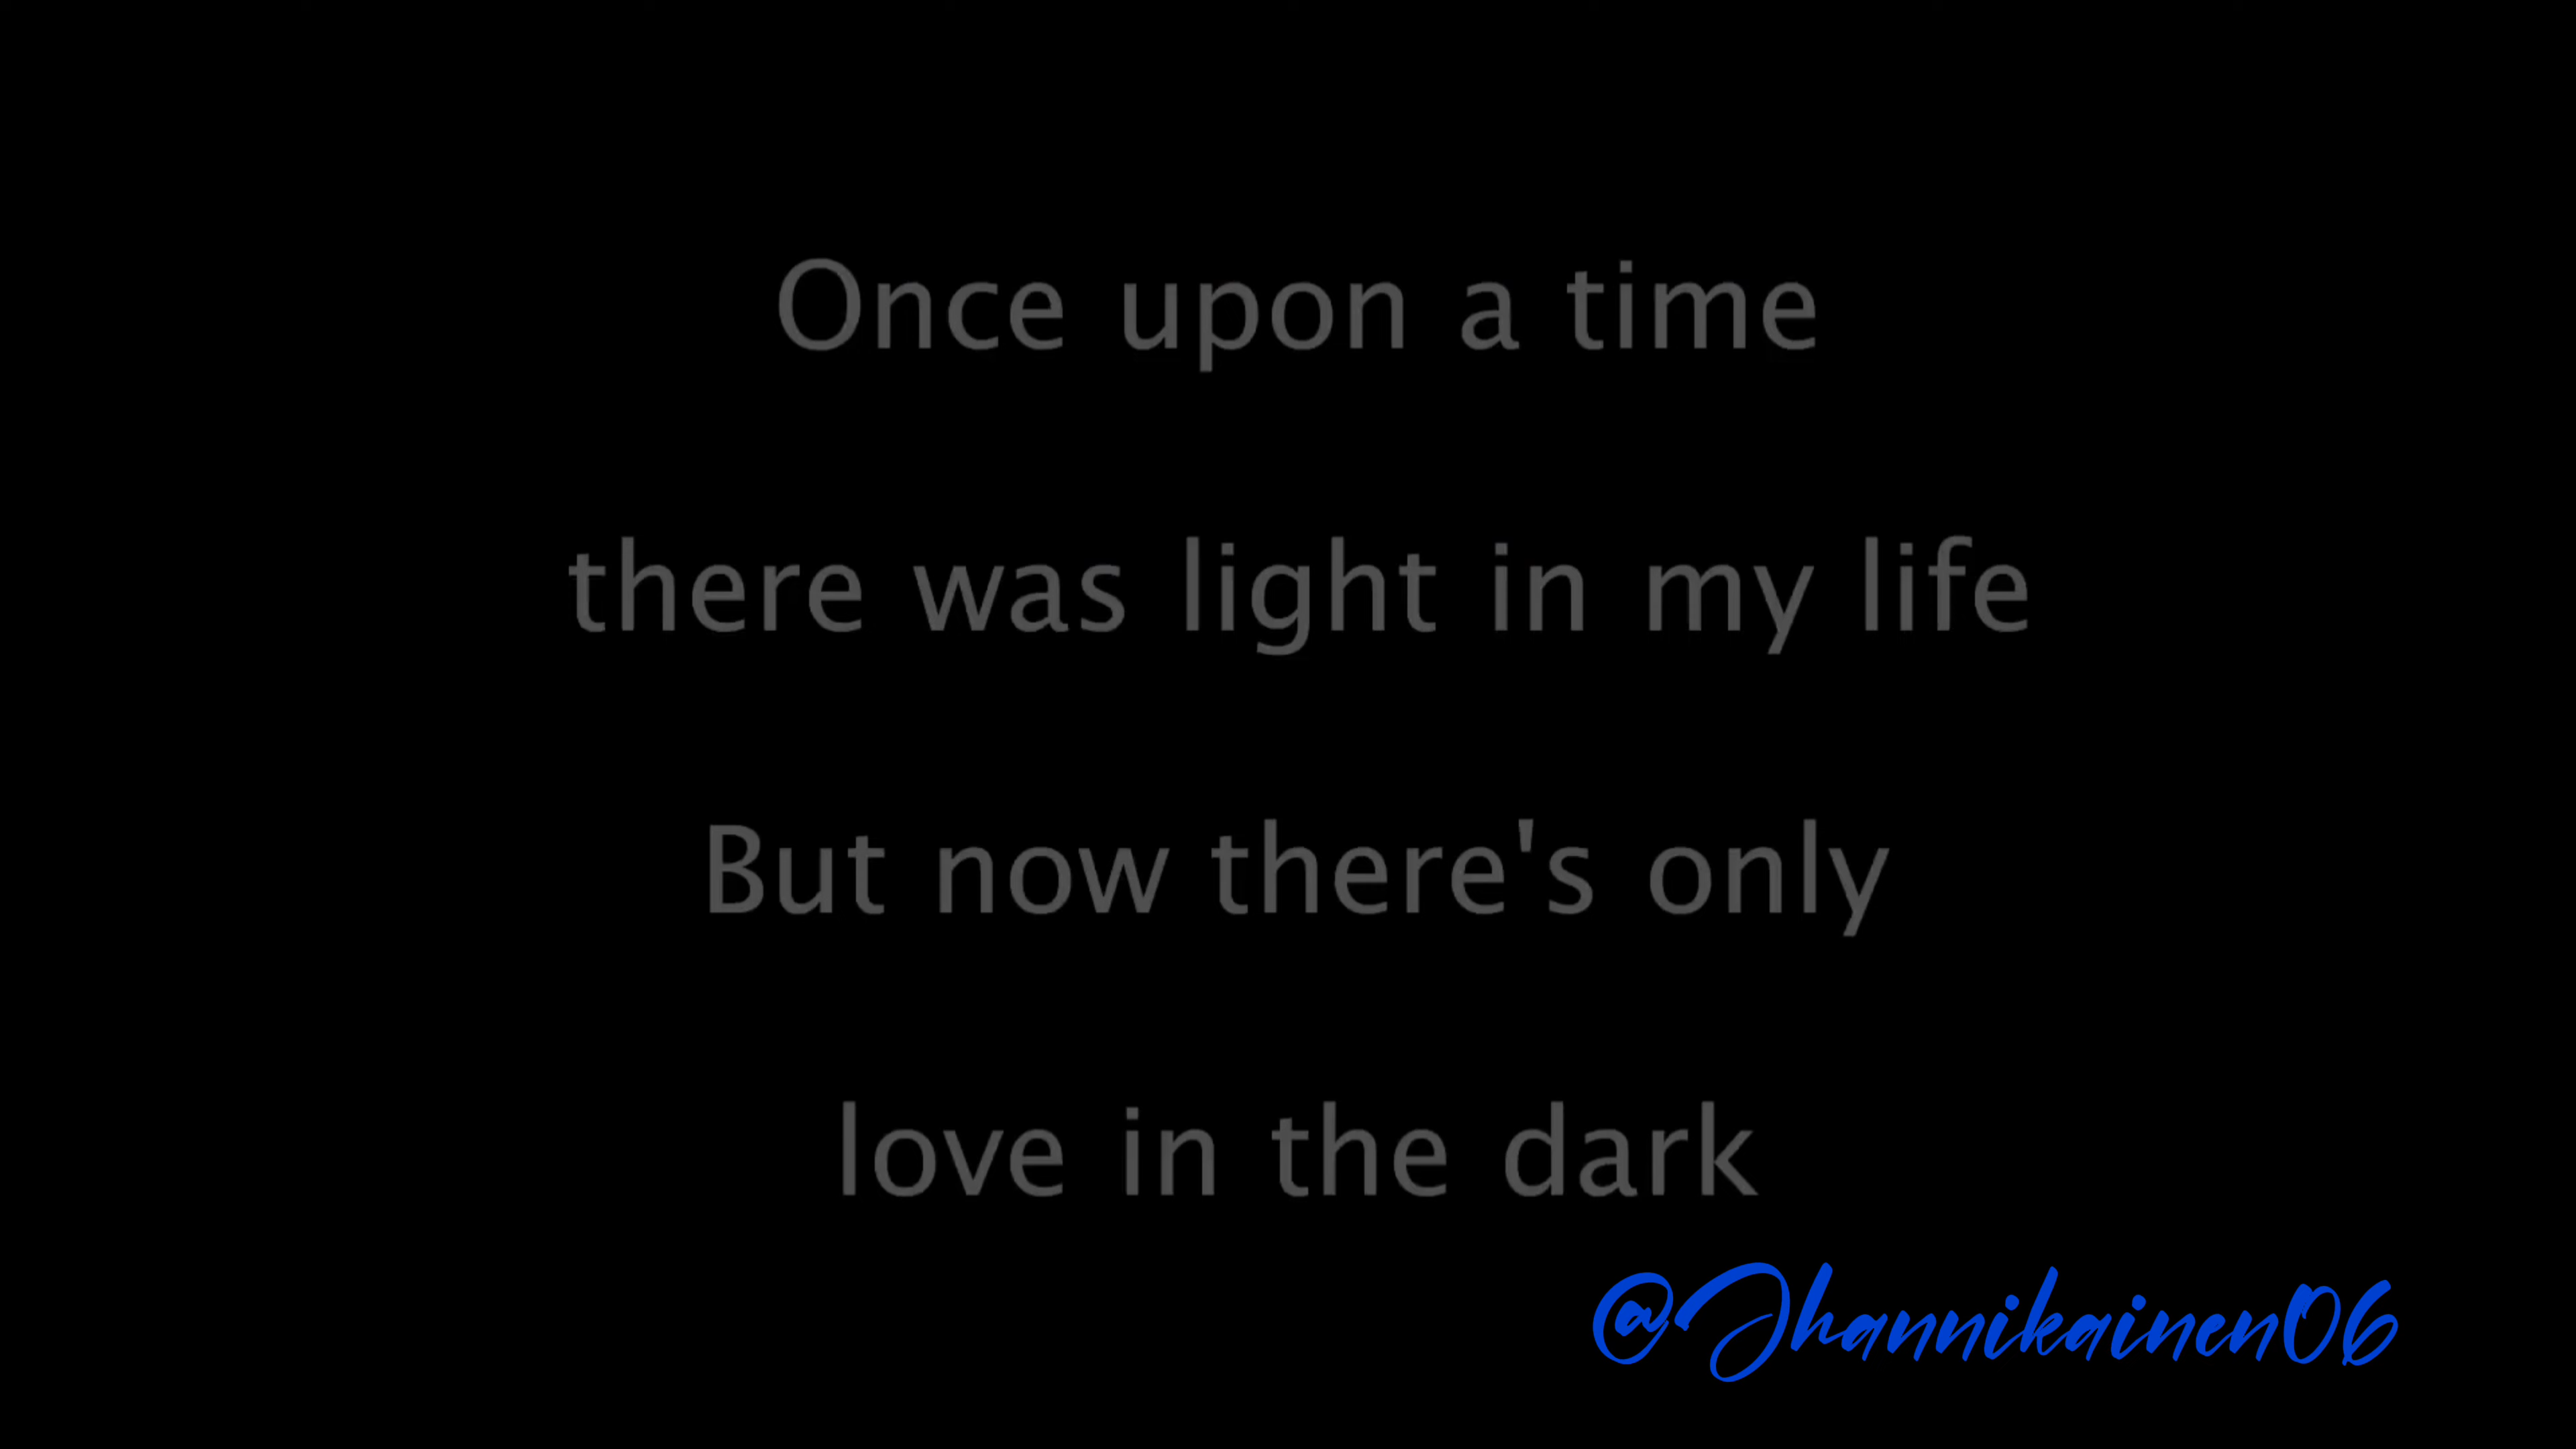 Once upon a time
there was light in my life
But now there's only
love in the dark
@Jhannikainen06